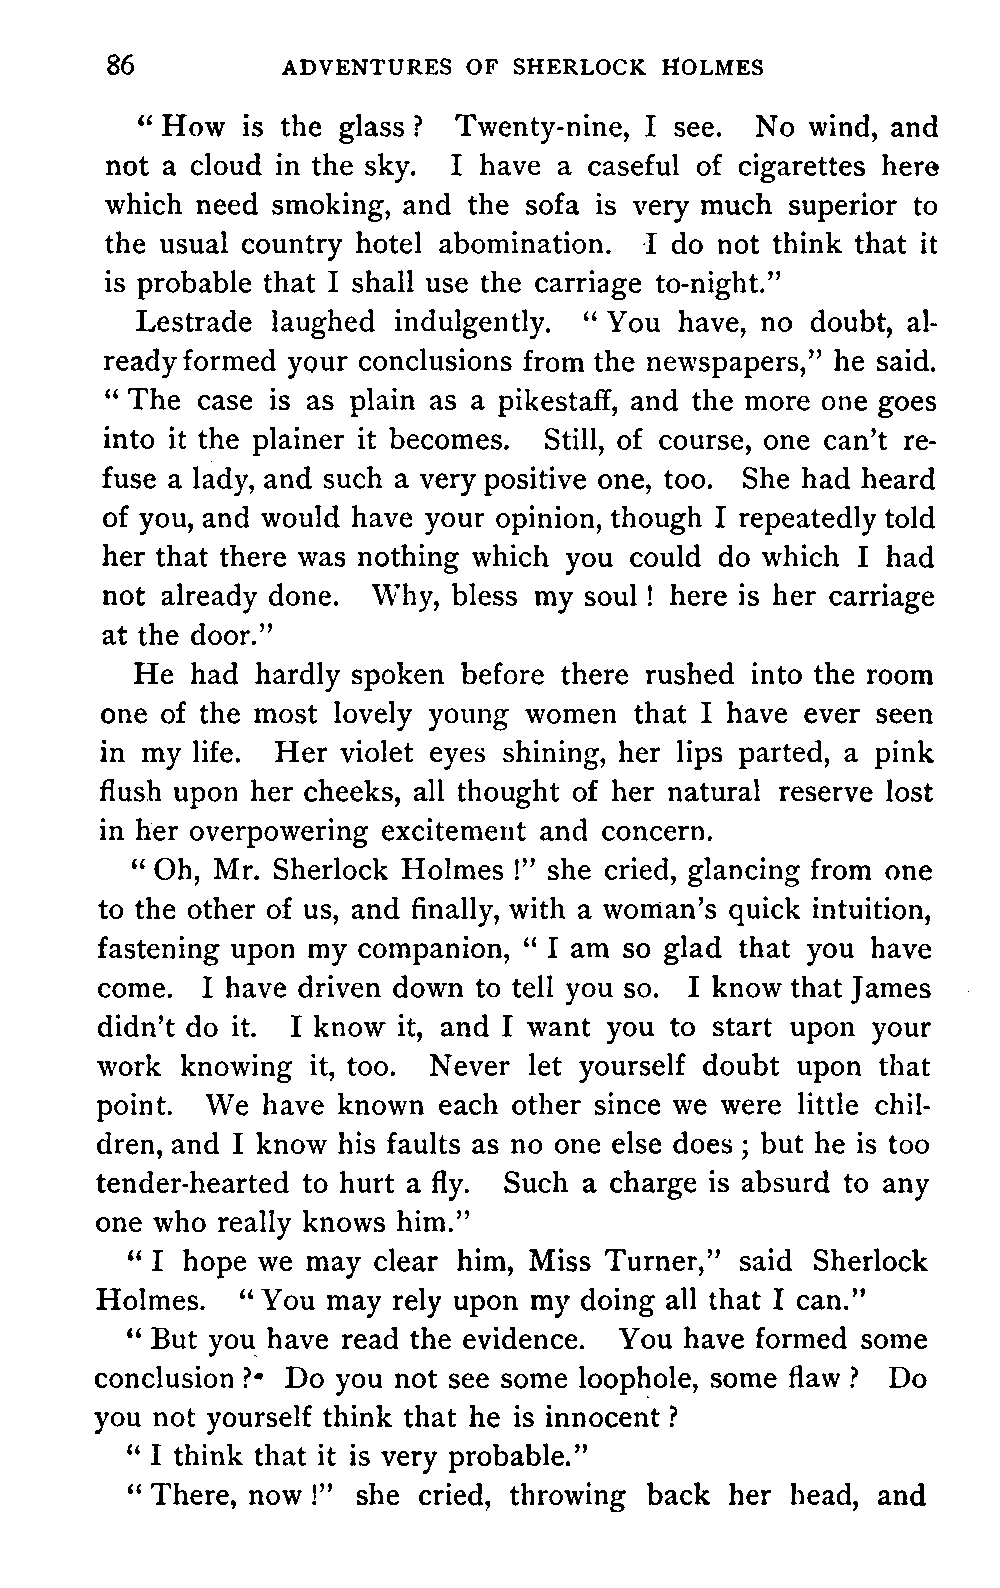 86 ADVENTURES OF SHERLOCK HOLMES
“How is the glass? Twenty-nine, I see. No wind, and
not a cloud in the sky. I have a caseful of cigarettes here
which need smoking, and the sofa is very much superior to
the usual country hotel abomination. I do not think that it
is probable that I shall use the carriage to-night.”
Lestrade laughed indulgently. “You have, no doubt, al-
ready formed your conclusions from the newspapers,” he said.
“The case is as plain as a pikestaff, and the more one goes
into it the plainer it becomes. Still, of course, one can’t re-
fuse a lady, and such a very positive one, too. She had heard
of you, and would have your opinion, though I repeatedly told
her that there was nothing which you could do which I had
not already done. Why, bless my soul! here is her carriage
at the door.”
He had hardly spoken before there rushed into the room
one of the most lovely young women that I have ever seen
in my life. Her violet eyes shining, her lips parted, a pink
flush upon her cheeks, all thought of her natural reserve lost
in her overpowering excitement and concern.
“Oh, Mr. Sherlock Holmes!” she cried, glancing from one
to the other of us, and finally, with a woman’s quick intuition,
fastening upon my companion, “I am so glad that you have
come. I have driven down to tell you so. I know that James
didn’t do it. I know it, and I want you to start upon your
work knowing it, too. Never let yourself doubt upon that
point. We have known each other since we were little chil-
dren, and I know his faults as no one else does; but he is too
tender-hearted to hurt a fly. Such a charge is absurd to any
one who really knows him.”
“I hope we may clear him, Miss Turner,” said Sherlock
Holmes. “You may rely upon my doing all that I can.”
“But you have read the evidence. You have formed some
conclusion? Do you not see some loophole, some flaw? Do
you not yourself think that he is innocent?
“I think that it is very probable.”
“There, now!” she cried, throwing back her head, and